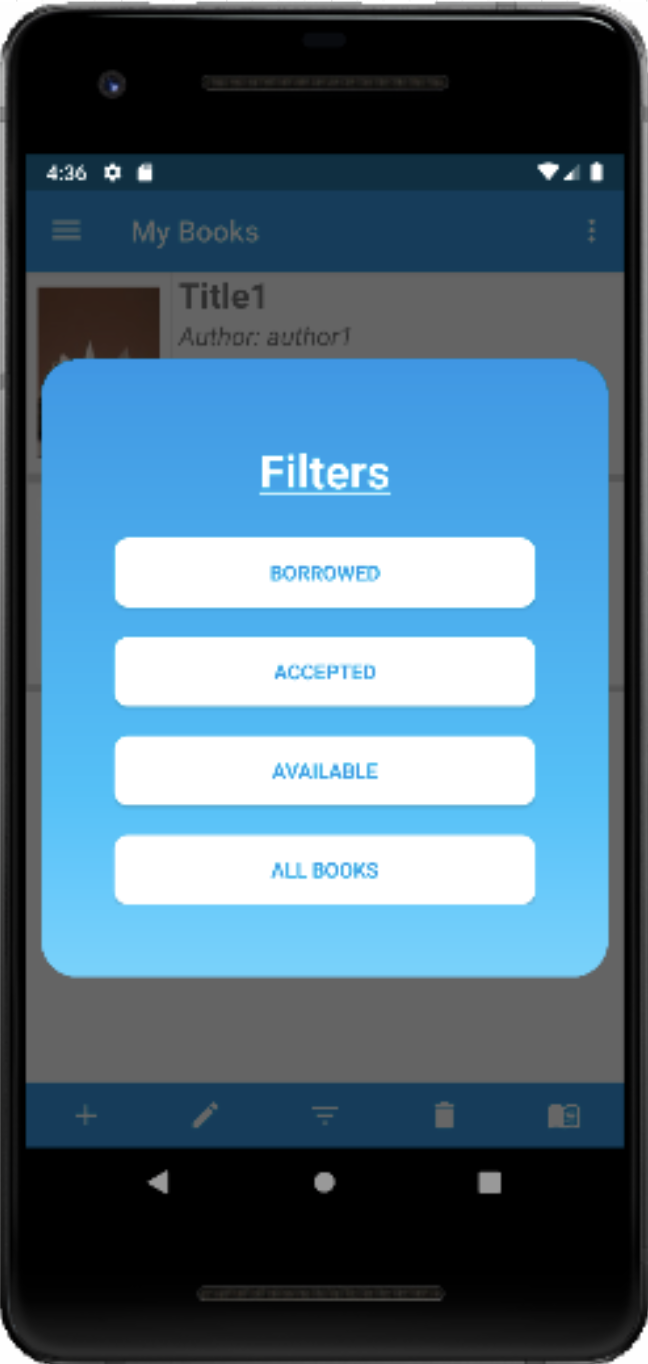 4:36
My Books
Title1
Author: author1
Filters
BORROWED
ACCEPTED
AVAILABLE
ALL BOOKS